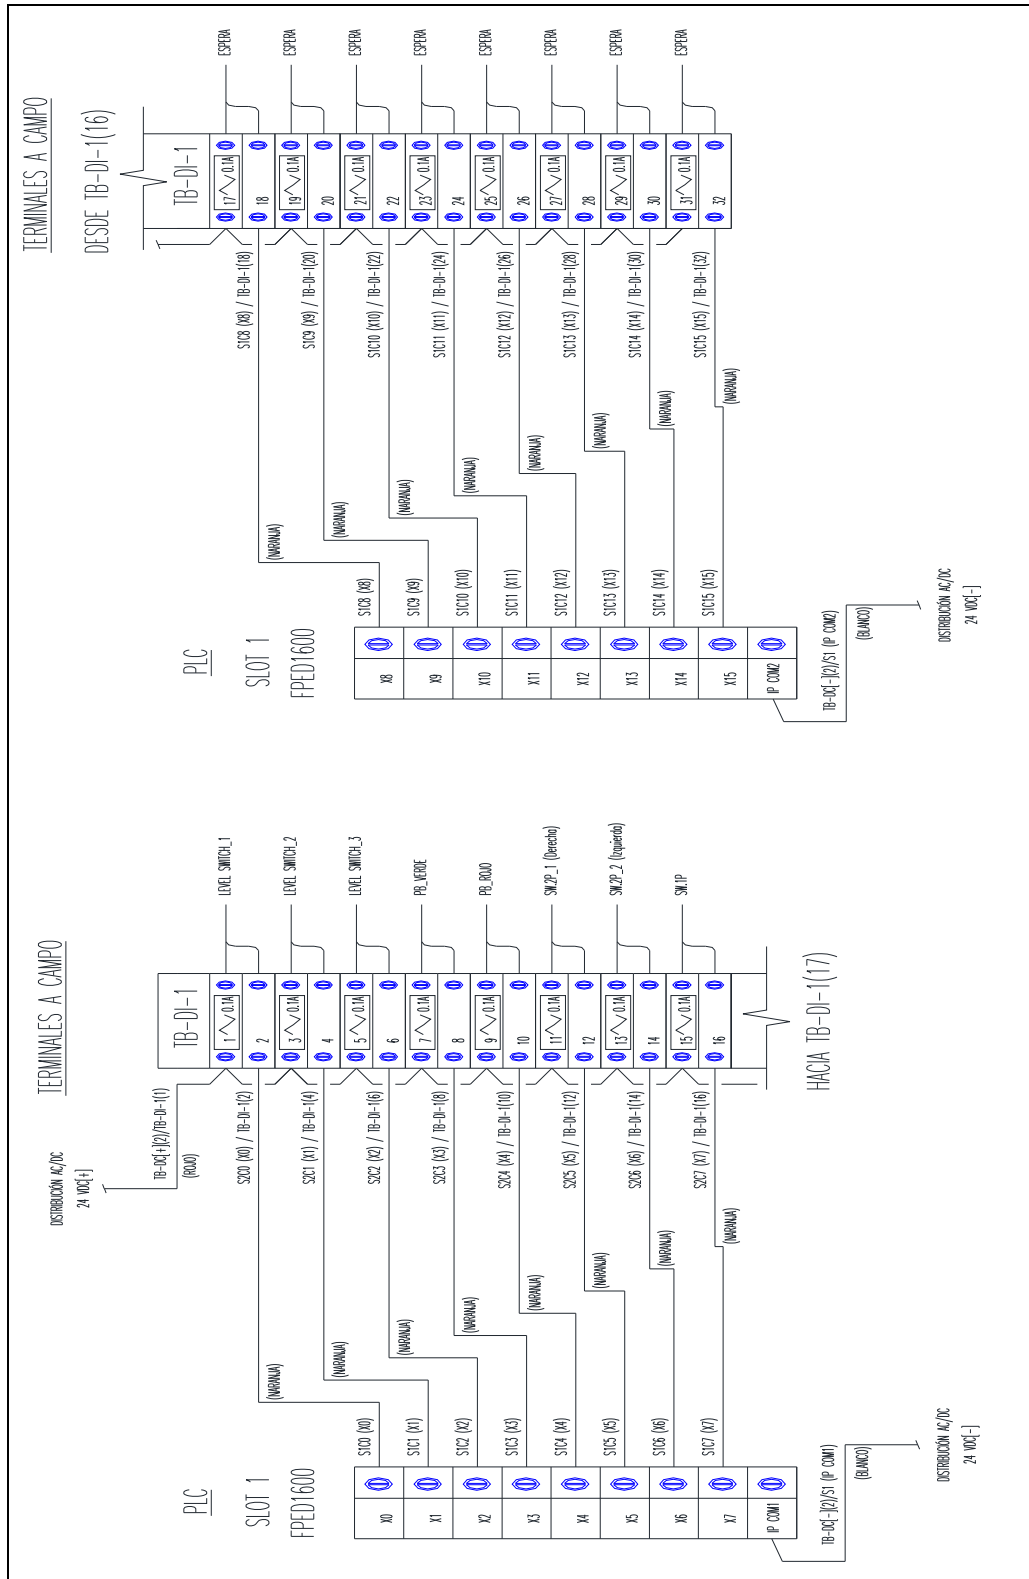 TERMINALES A CAMPO
DESDE TB-DI-1(16)
TB-DI-1
17 0.1A
18
19 0.1A
20
21 0.1A
22
23 0.1A
24
25 0.1A
26
27 0.1A
28
29 0.1A
30
31 0.1A
32
ESPERA
ESPERA
ESPERA
ESPERA
ESPERA
ESPERA
ESPERA
ESPERA
S1C8 (X8) / TB-DI-1(18)
S1C9 (X9) / TB-DI-1(20)
S1C10 (X10) / TB-DI-1(22)
S1C11 (X11) / TB-DI-1(24)
S1C12 (X12) / TB-DI-1(26)
S1C13 (X13) / TB-DI-1(28)
S1C14 (X14) / TB-DI-1(30)
S1C15 (X15) / TB-DI-1(32)
(NARANJA)
(NARANJA)
(NARANJA)
(NARANJA)
(NARANJA)
(NARANJA)
(NARANJA)
(NARANJA)
S1C8 (X8)
S1C9 (X9)
S1C10 (X10)
S1C11 (X11)
S1C12 (X12)
S1C13 (X13)
S1C14 (X14)
S1C15 (X15)
PLC
SLOT 1
FPED1600
X8
X9
X10
X11
X12
X13
X14
X15
IP COM2
TB-DC[-](2)/S1 (IP COM2)
(BLANCO)
DISTRIBUCIÓN AC/DC
24 VDC[-]
TERMINALES A CAMPO
DISTRIBUCIÓN AC/DC
24 VDC[+]
TB-DC[+](2)/TB-DI-1(1)
(ROJO)
TB-DI-1
1 0.1A
2
3 0.1A
4
5 0.1A
6
7 0.1A
8
9 0.1A
10
11 0.1A
12
13 0.1A
14
15 0.1A
16
HACIA TB-DI-1(17)
LEVEL SWITCH_1
LEVEL SWITCH_2
LEVEL SWITCH_3
PB_VERDE
PB_ROJO
SW.2P_1 (Derecho)
SW.2P_2 (Izquierdo)
SW.1P
S2C0 (X0) / TB-DI-1(2)
S2C1 (X1) / TB-DI-1(4)
S2C2 (X2) / TB-DI-1(6)
S2C3 (X3) / TB-DI-1(8)
S2C4 (X4) / TB-DI-1(10)
S2C5 (X5) / TB-DI-1(12)
S2C6 (X6) / TB-DI-1(14)
S2C7 (X7) / TB-DI-1(16)
(NARANJA)
(NARANJA)
(NARANJA)
(NARANJA)
(NARANJA)
(NARANJA)
(NARANJA)
(NARANJA)
S1C0 (X0)
S1C1 (X1)
S1C2 (X2)
S1C3 (X3)
S1C4 (X4)
S1C5 (X5)
S1C6 (X6)
S1C7 (X7)
PLC
SLOT 1
FPED1600
X0
X1
X2
X3
X4
X5
X6
X7
IP COM1
TB-DC[-](2)/S1 (IP COM1)
(BLANCO)
DISTRIBUCIÓN AC/DC
24 VDC[-]